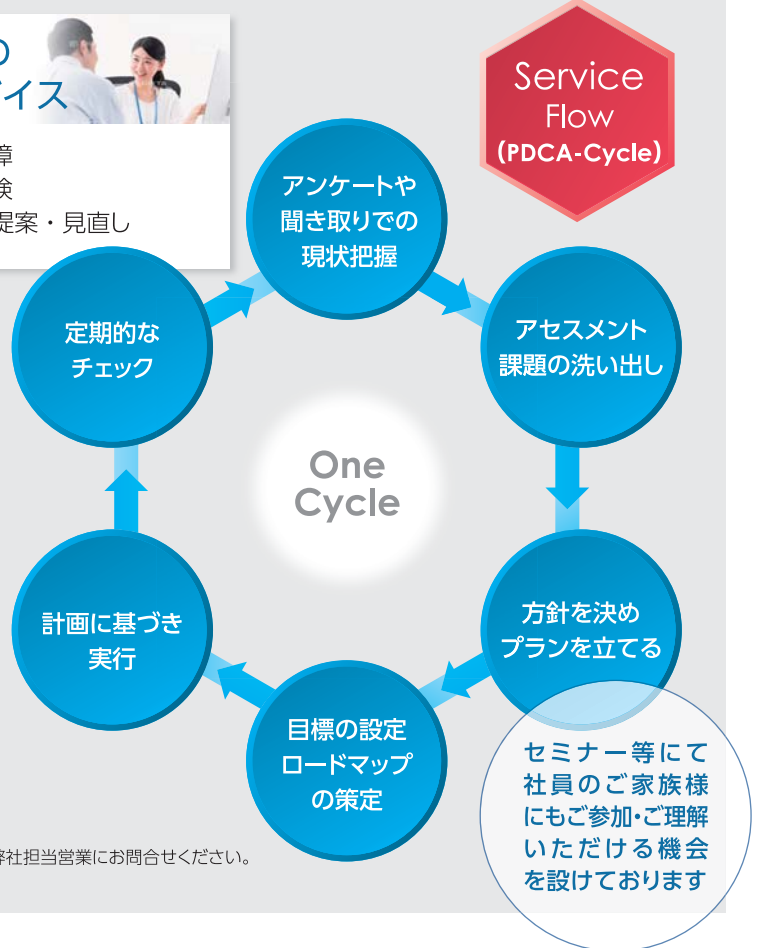 の
バイス
障
険
提案・見直し
Service
Flow
(PDCA-Cycle)
アンケートや
聞き取りでの
現状把握
アセスメント
課題の洗い出し
方針を決め
プランを立てる
セミナー等にて
社員のご家族様
にもご参加・ご理解
いただける機会
を設けております
目標の設定
ロードマップ
の策定
計画に基づき
実行
定期的な
チェック
One
Cycle
弊社担当営業にお問合せください。